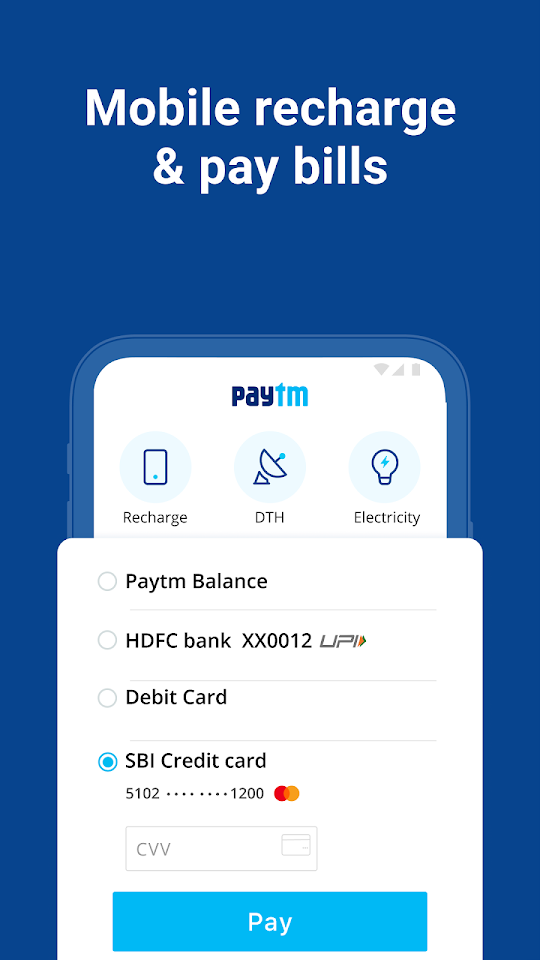 Mobile recharge
& pay bills
paytm
Recharge DTH Electricity
Paytm Balance
HDFC bank XX0012 UPI
Debit Card
SBI Credit card
5102 ········1200
CVV
Pay